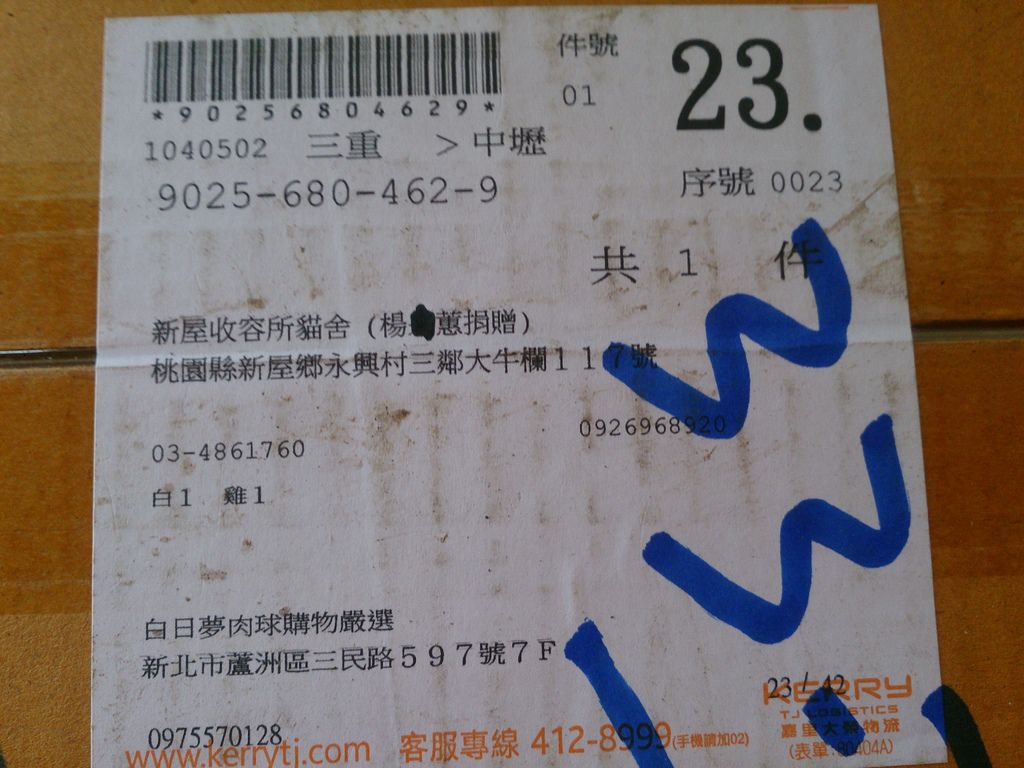 件號
01
23.
*90256804629*
1040502 三重 > 中壢
9025-680-462-9
序號 0023
共 1 件
新屋收容所貓舍 (楊蕙捐贈)
桃園縣新屋鄉永興村三鄰大牛欄117號
0926968920
03-4861760
白1 雞1
白日夢肉球購物嚴選
新北市蘆洲區三民路597號7F
0975570128
23/42
KERRY
TJ LOGISTICS
嘉里大榮物流
(表單:80404A)
www.kerrytj.com 客服專線 412-8999(手機請加02)